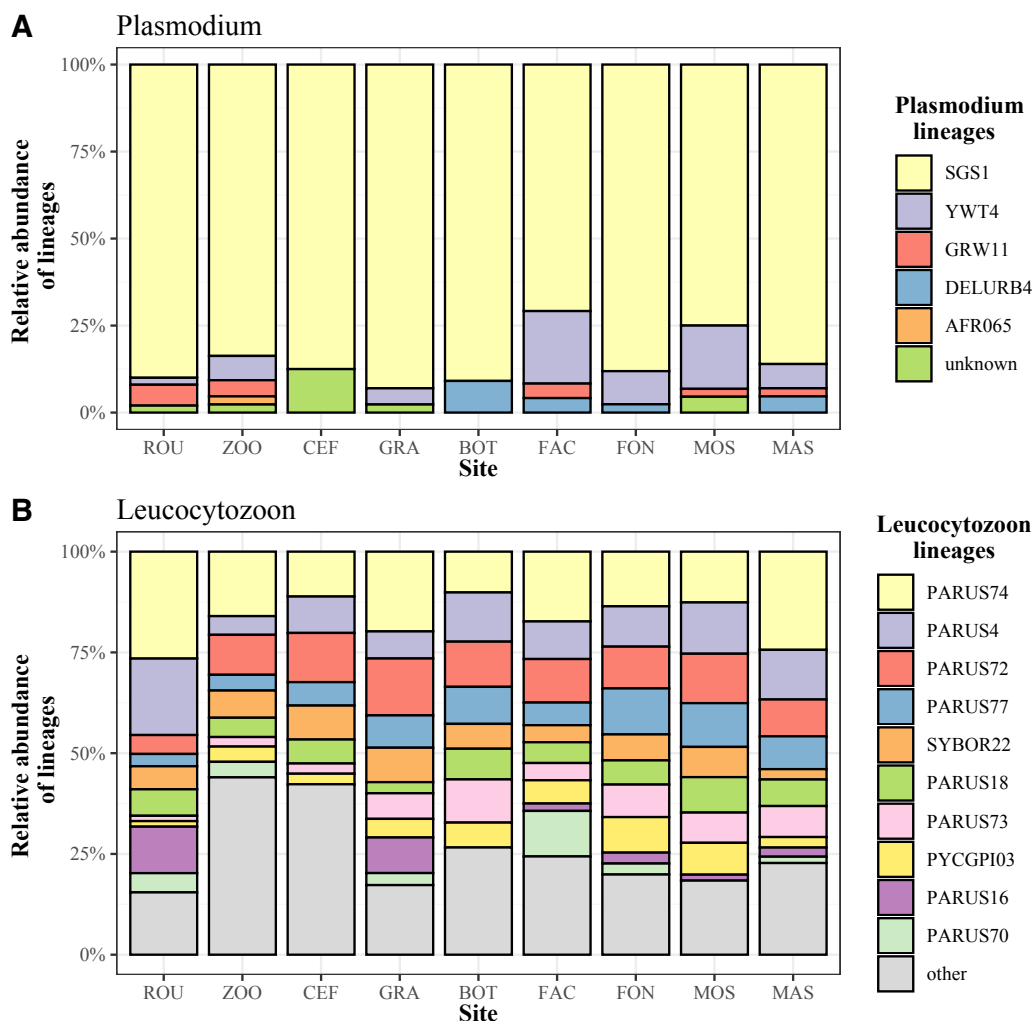 A
Plasmodium
Relative abundance
of lineages
100%
75%
50%
25%
0%
ROU ZOO CEF GRA BOT FAC FON MOS MAS
Site
Plasmodium
lineages
SGS1
YWT4
GRW11
DELURB4
AFR065
unknown
B
Leucocytozoon
Relative abundance
of lineages
100%
75%
50%
25%
0%
ROU ZOO CEF GRA BOT FAC FON MOS MAS
Site
Leucocytozoon
lineages
PARUS74
PARUS4
PARUS72
PARUS77
SYBOR22
PARUS18
PARUS73
PYCGPI03
PARUS16
PARUS70
other